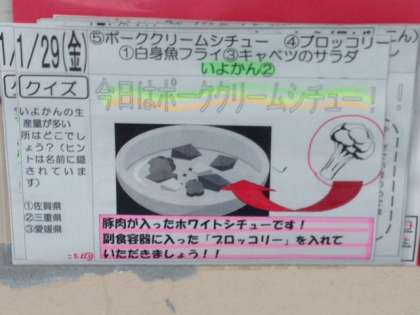 1/29(金)
⑤ポーククリームシチュー ④ブロッコリー
①白身魚フライ③キャベツのサラダ
いよかん②
クイズ
今日はポーククリームシチュー
いよかんの生
産量が多い
所はどこでし
ょう？（ヒン
トは名前に隠
されていま
す）
①佐賀県
②三重県
③愛媛県
豚肉が入ったホワイトシチューです！
副食容器に入った「ブロッコリー」を入れて
いただきましょう！！